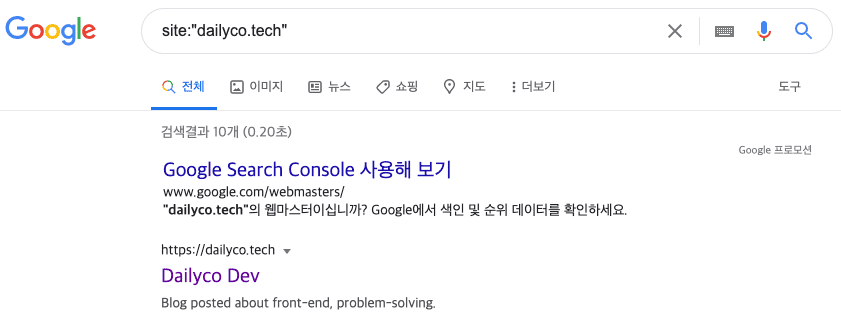 Google
site:"dailyco.tech"
전체 이미지 뉴스 쇼핑 지도 더보기 도구
검색결과 10개 (0.20초)
Google 프로모션
Google Search Console 사용해 보기
www.google.com/webmasters/
"dailyco.tech"의 웹마스터이십니까? Google에서 색인 및 순위 데이터를 확인하세요.
https://dailyco.tech
Dailyco Dev
Blog posted about front-end, problem-solving.